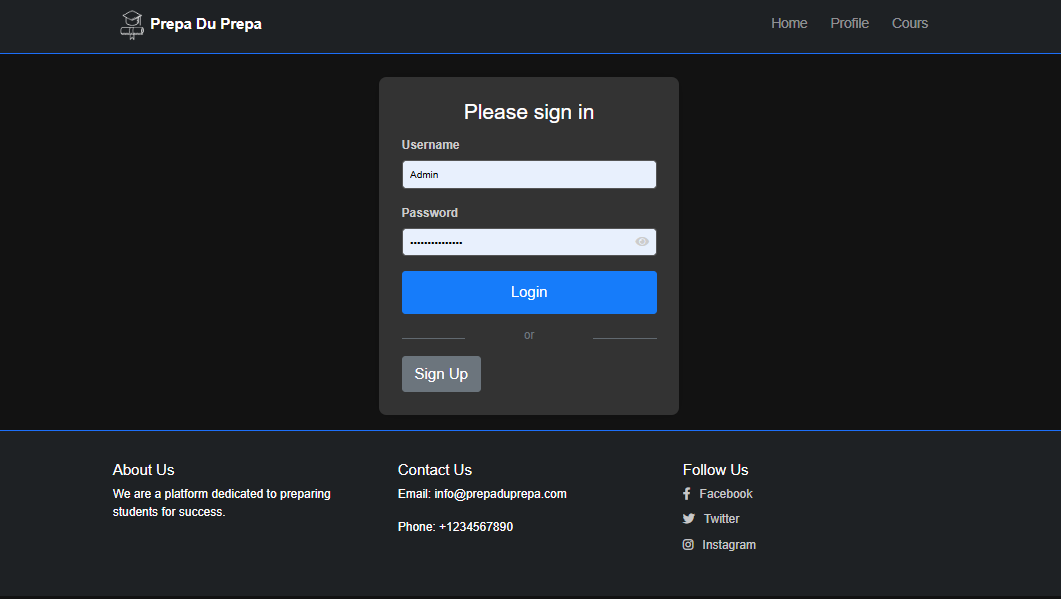 Prepa Du Prepa
Home Profile Cours
Please sign in
Username
Admin
Password
•••••••••••••••
Login
or
Sign Up
About Us
We are a platform dedicated to preparing
students for success.
Contact Us
Email: info@prepaduprepa.com
Phone: +1234567890
Follow Us
Facebook
Twitter
Instagram